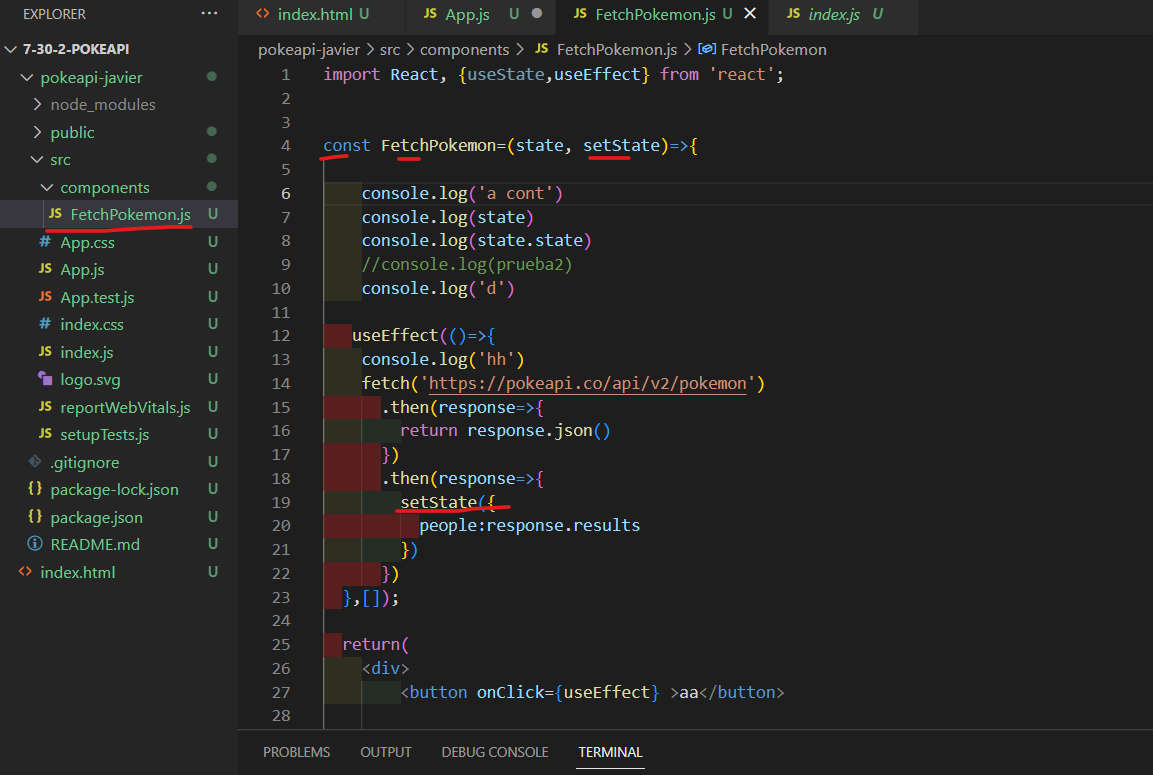 EXPLORER ···
7-30-2-POKEAPI
pokeapi-javier
node_modules
public
src
components
JS FetchPokemon.js U
# App.css U
JS App.js U
JS App.test.js U
# index.css U
JS index.js U
logo.svg U
JS reportWebVitals.js U
JS setupTests.js U
.gitignore U
{} package-lock.json U
{} package.json U
README.md U
<> index.html U
<> index.html U JS App.js U JS FetchPokemon.js U JS index.js U
pokeapi-javier > src > components > JS FetchPokemon.js > FetchPokemon
1 import React, {useState,useEffect} from 'react';
2
3
4 const FetchPokemon=(state, setState)=>{
5
6 console.log('a cont')
7 console.log(state)
8 console.log(state.state)
9 //console.log(prueba2)
10 console.log('d')
11
12 useEffect(()=>{
13 console.log('hh')
14 fetch('https://pokeapi.co/api/v2/pokemon')
15 .then(response=>{
16 return response.json()
17 })
18 .then(response=>{
19 setState({
20 people:response.results
21 })
22 })
23 },[]);
24
25 return(
26 <div>
27 <button onClick={useEffect} >aa</button>
28
PROBLEMS OUTPUT DEBUG CONSOLE TERMINAL